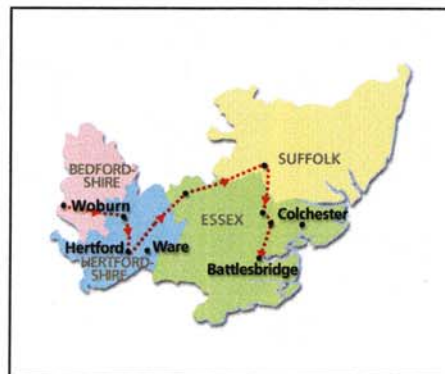 SUFFOLK
BEDFORD-
SHIRE
Woburn
ESSEX
Colchester
Hertford
Ware
HERTFORD-
SHIRE
Battlesbridge